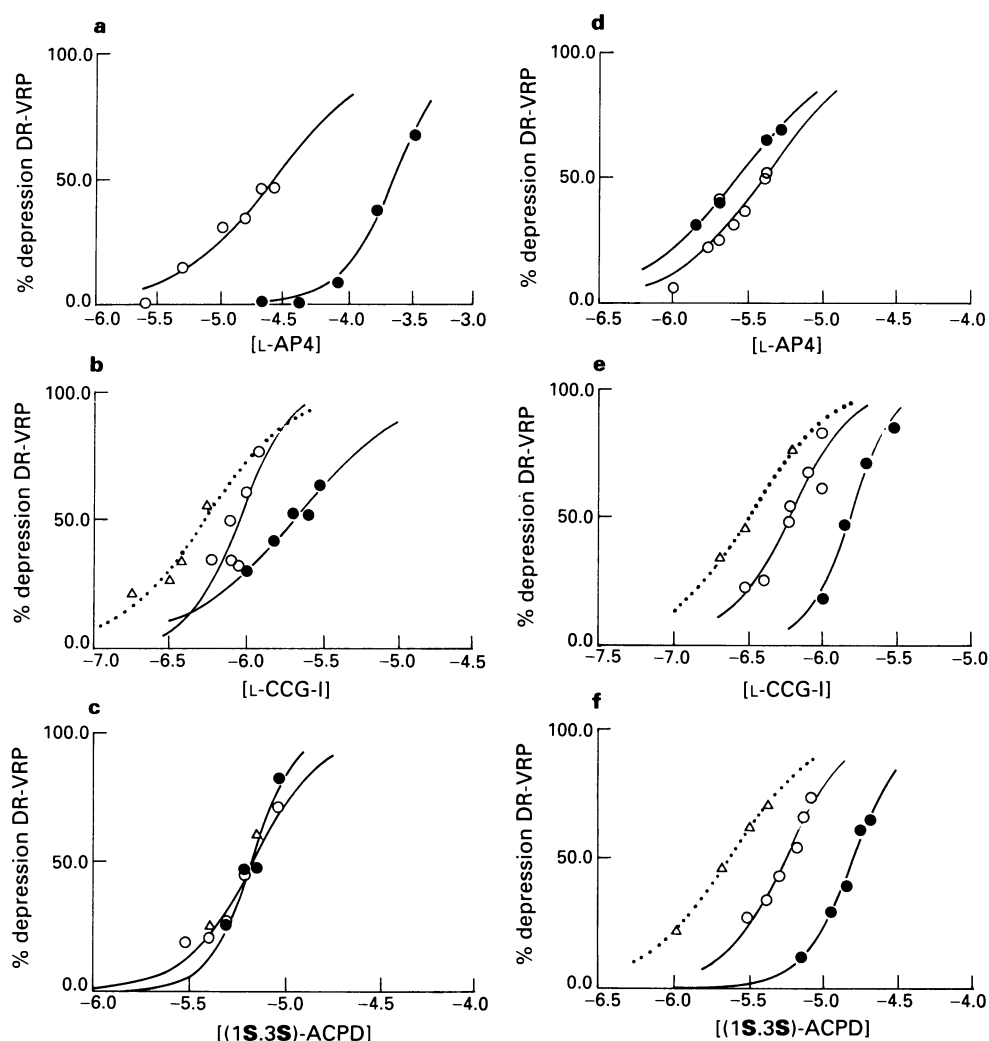 a
100.0
50.0
0.0
% depression DR-VRP
−6.0 −5.5 −5.0 −4.5 −4.0 −3.5 −3.0
[L-AP4]
d
100.0
50.0
0.0
% depression DR-VRP
−6.5 −6.0 −5.5 −5.0 −4.5 −4.0
[L-AP4]
b
100.0
50.0
0.0
% depression DR-VRP
−7.0 −6.5 −6.0 −5.5 −5.0 −4.5
[L-CCG-I]
e
100.0
50.0
0.0
% depression DR-VRP
−7.5 −7.0 −6.5 −6.0 −5.5 −5.0
[L-CCG-I]
c
100.0
50.0
0.0
% depression DR-VRP
−6.0 −5.5 −5.0 −4.5 −4.0
[(1S.3S)-ACPD]
f
100.0
50.0
0.0
% depression DR-VRP
−6.5 −6.0 −5.5 −5.0 −4.5 −4.0
[(1S.3S)-ACPD]